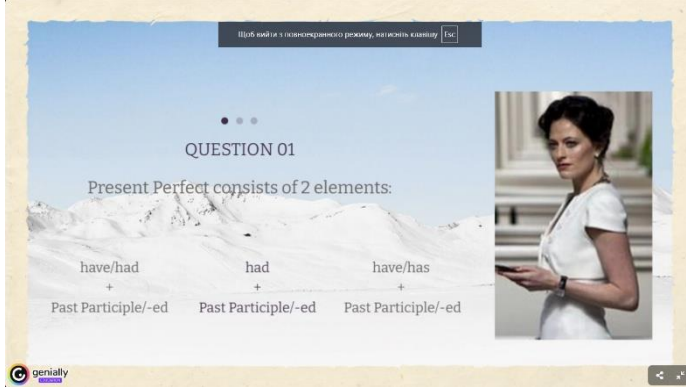 Щоб вийти з повноекранного режиму, натисніть клавішу Esc
QUESTION 01
Present Perfect consists of 2 elements:
have/had
+
Past Participle/-ed
had
+
Past Participle/-ed
have/has
+
Past Participle/-ed
genially